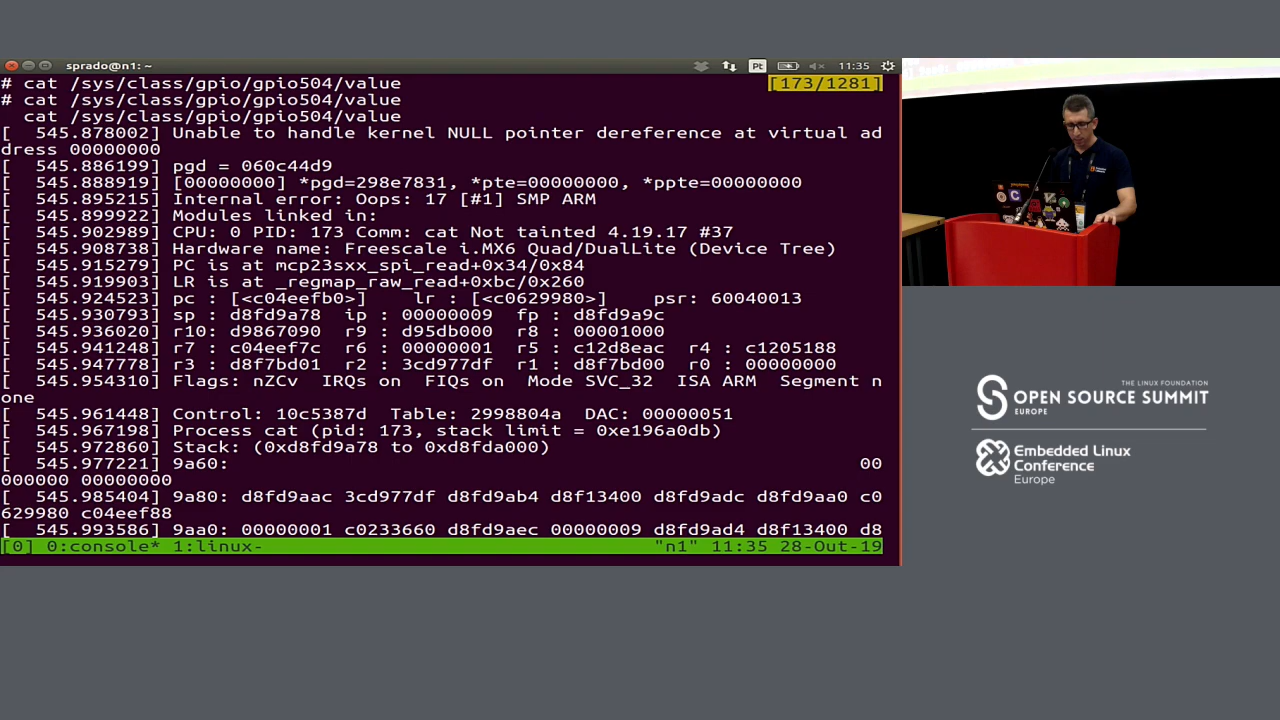 sprado@n1: ~
Pt
11:35
# cat /sys/class/gpio/gpio504/value
[173/1281]
# cat /sys/class/gpio/gpio504/value
cat /sys/class/gpio/gpio504/value
[  545.878002] Unable to handle kernel NULL pointer dereference at virtual ad
dress 00000000
[  545.886199] pgd = 060c44d9
[  545.888919] [00000000] *pgd=298e7831, *pte=00000000, *ppte=00000000
[  545.895215] Internal error: Oops: 17 [#1] SMP ARM
[  545.899922] Modules linked in:
[  545.902989] CPU: 0 PID: 173 Comm: cat Not tainted 4.19.17 #37
[  545.908738] Hardware name: Freescale i.MX6 Quad/DualLite (Device Tree)
[  545.915279] PC is at mcp23sxx_spi_read+0x34/0x84
[  545.919903] LR is at _regmap_raw_read+0xbc/0x260
[  545.924523] pc : [<c04eefb0>]    lr : [<c0629980>]    psr: 60040013
[  545.930793] sp : d8fd9a78  ip : 00000009  fp : d8fd9a9c
[  545.936020] r10: d9867090  r9 : d95db000  r8 : 00001000
[  545.941248] r7 : c04eef7c  r6 : 00000001  r5 : c12d8eac  r4 : c1205188
[  545.947778] r3 : d8f7bd01  r2 : 3cd977df  r1 : d8f7bd00  r0 : 00000000
[  545.954310] Flags: nZCv  IRQs on  FIQs on  Mode SVC_32  ISA ARM  Segment n
one
[  545.961448] Control: 10c5387d  Table: 2998804a  DAC: 00000051
[  545.967198] Process cat (pid: 173, stack limit = 0xe196a0db)
[  545.972860] Stack: (0xd8fd9a78 to 0xd8fda000)
[  545.977221] 9a60:                                                       00
000000 00000000
[  545.985404] 9a80: d8fd9aac 3cd977df d8fd9ab4 d8f13400 d8fd9adc d8fd9aa0 c0
629980 c04eef88
[  545.993586] 9aa0: 00000001 c0233660 d8fd9aec 00000009 d8fd9ad4 d8f13400 d8
[0] 0:console* 1:linux-
"n1" 11:35 28-Oct-19
THE LINUX FOUNDATION
OPEN SOURCE SUMMIT
EUROPE
Embedded Linux
Conference
Europe